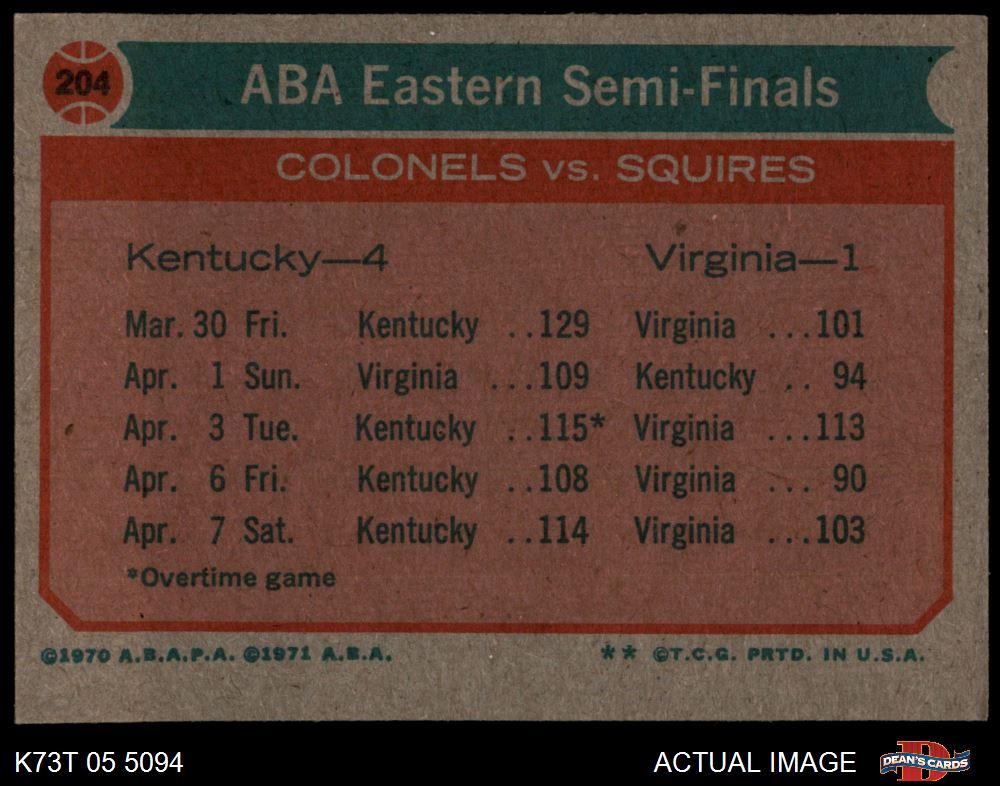 204
ABA Eastern Semi-Finals
COLONELS vs. SQUIRES
Kentucky—4 Virginia—1
Mar. 30 Fri. Kentucky ..129 Virginia ...101
Apr. 1 Sun. Virginia ...109 Kentucky .. 94
Apr. 3 Tue. Kentucky ..115* Virginia ...113
Apr. 6 Fri. Kentucky ..108 Virginia ... 90
Apr. 7 Sat. Kentucky ..114 Virginia ...103
*Overtime game
©1970 A.B.A.P.A. ©1971 A.B.A. ** ©T.C.G. PRTD. IN U.S.A.
K73T 05 5094 ACTUAL IMAGE D DEAN'S CARDS